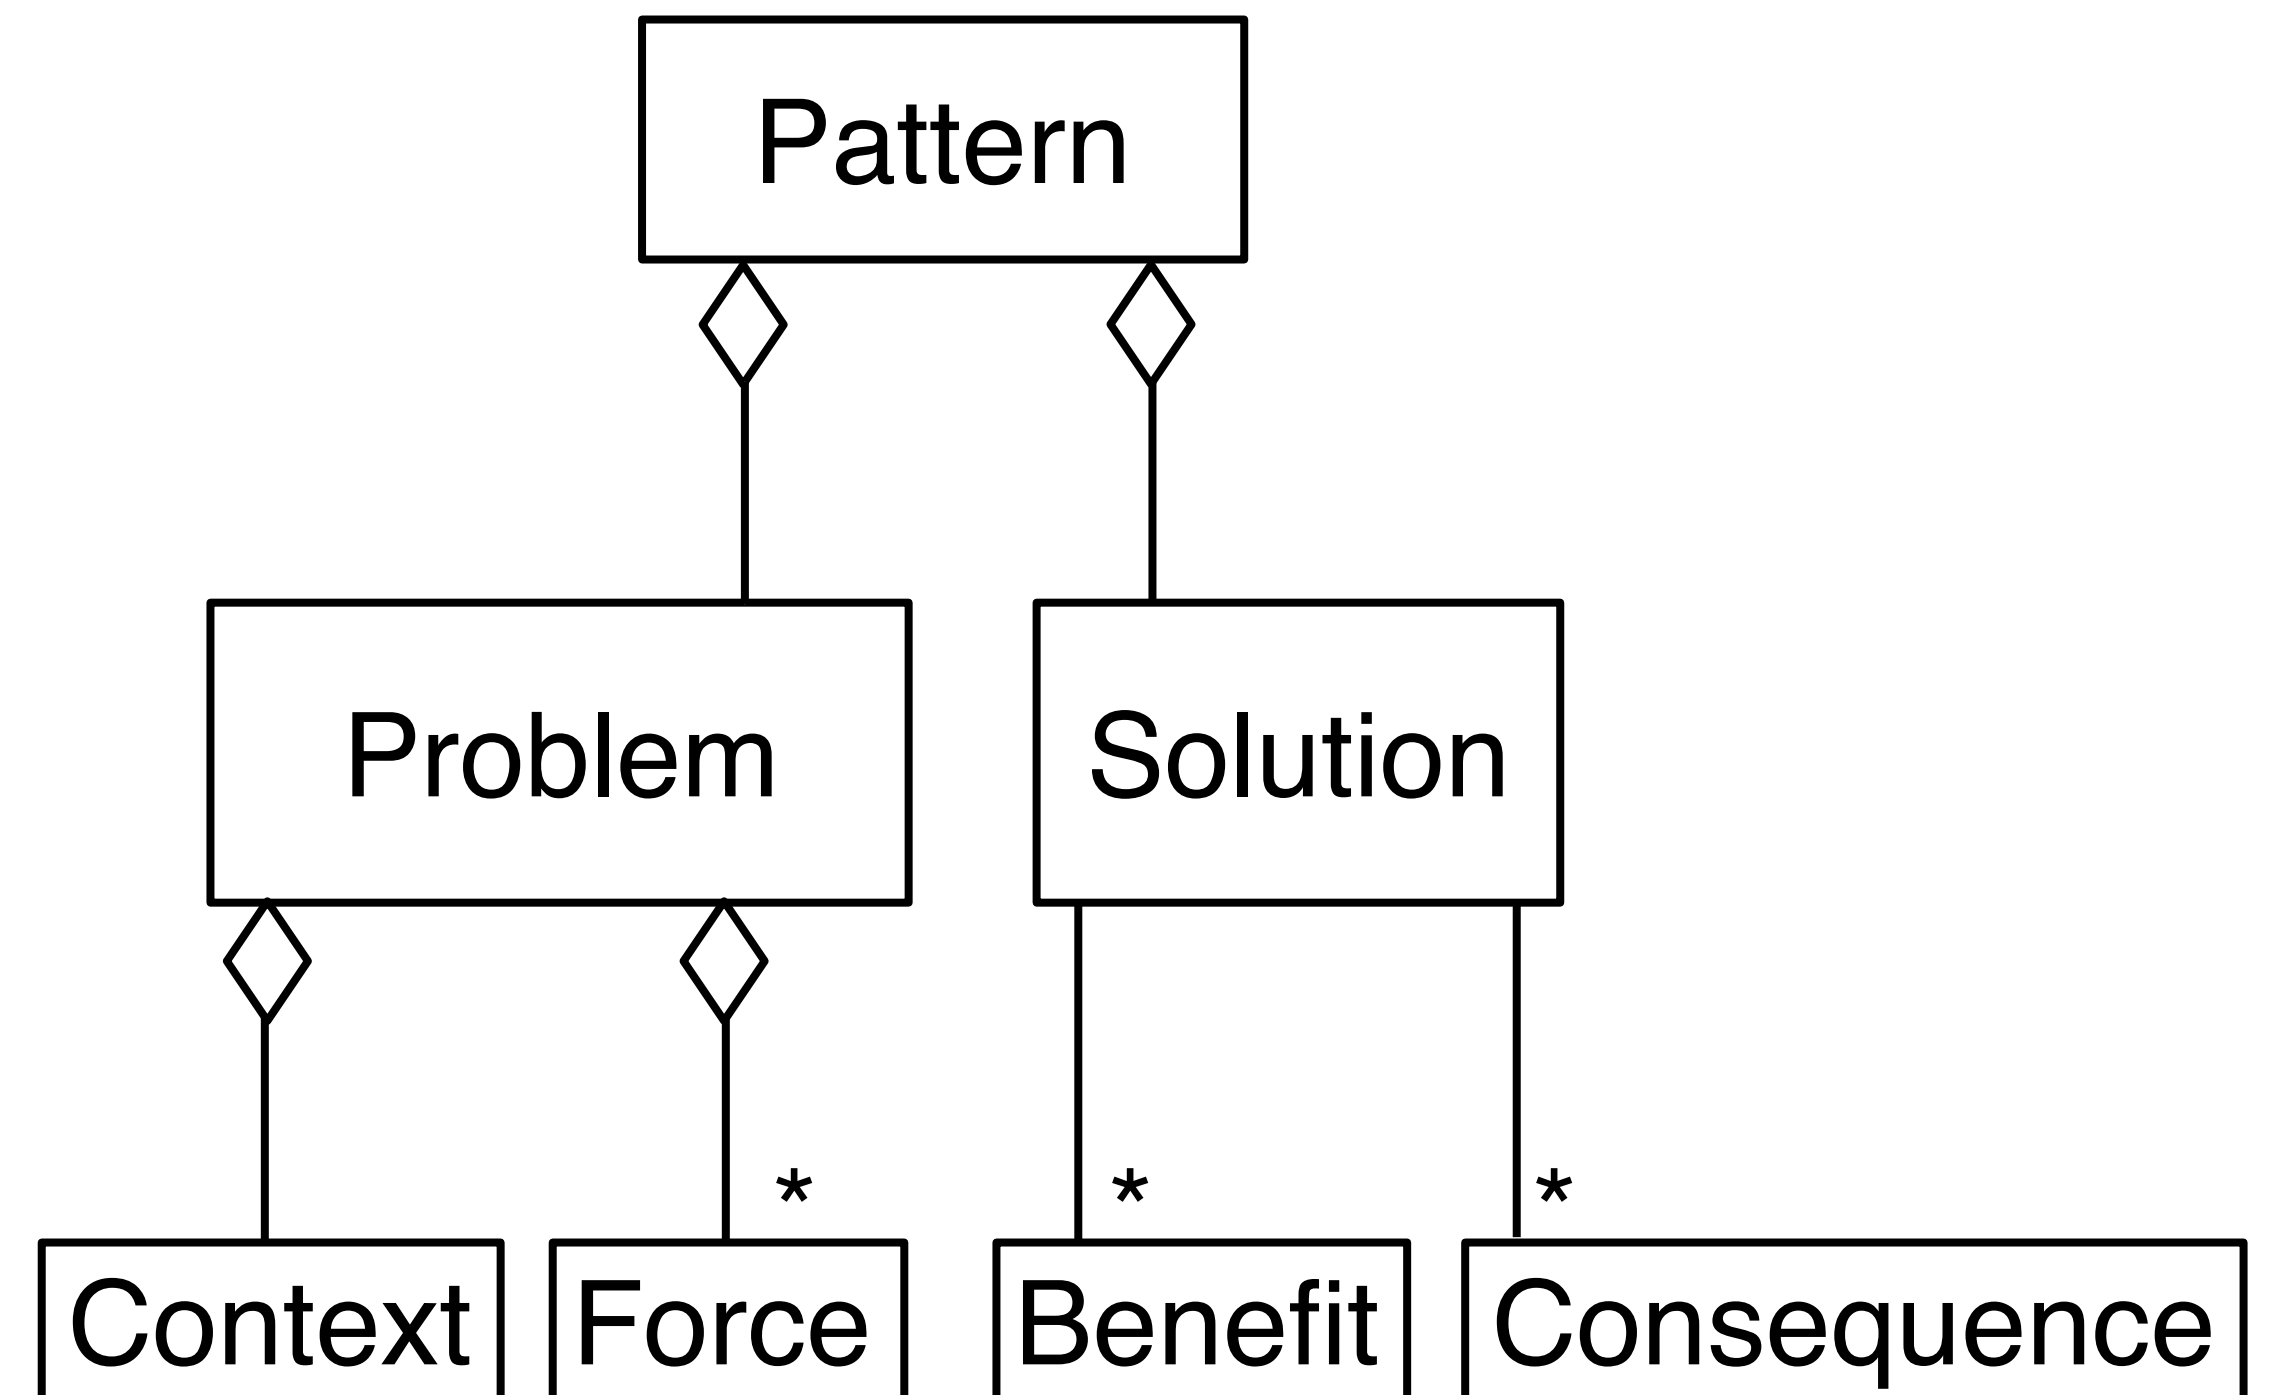 Pattern
Problem
Solution
* * *
Context
Force
Benefit
Consequence